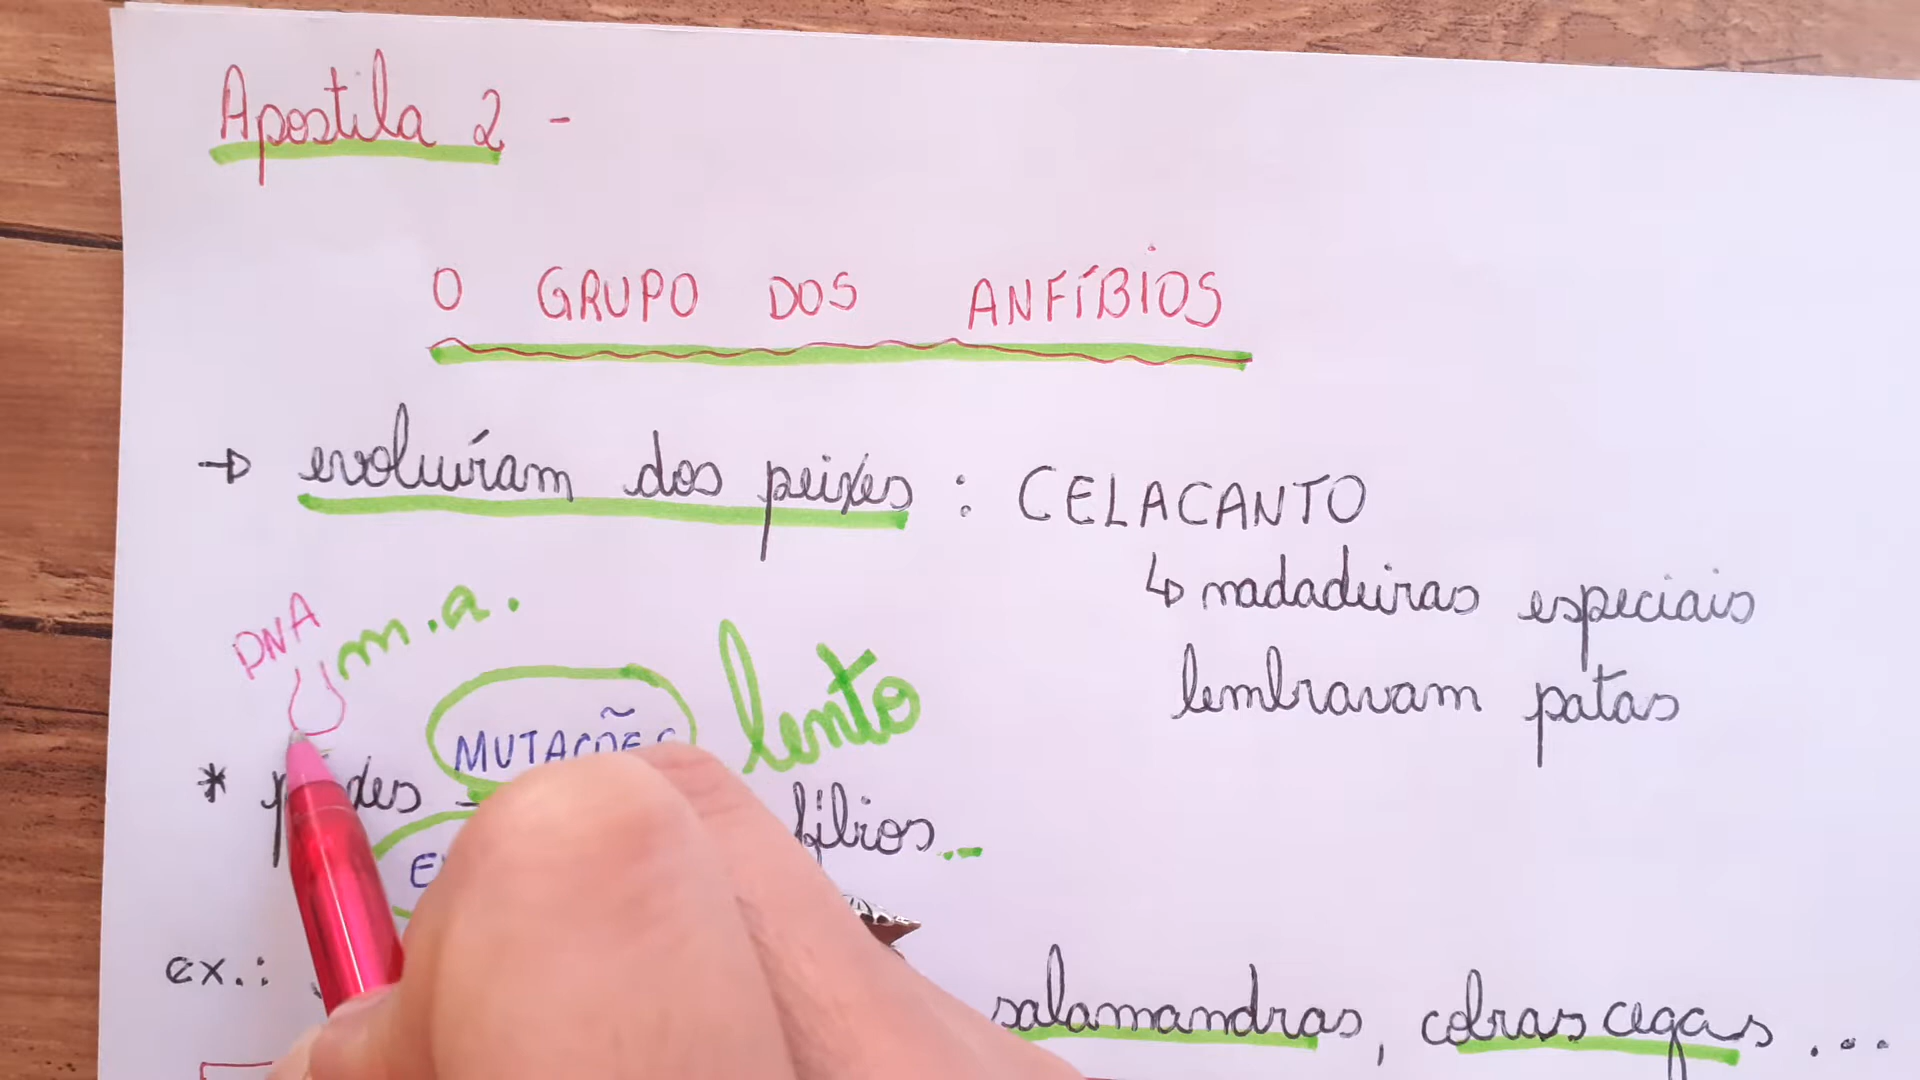 Apostila 2 -
O GRUPO DOS ANFÍBIOS
→ evoluíram dos peixes : CELACANTO
↳ nadadeiras especiais
lembravam patas
DNA m.a.
MUTAÇÕES lento
*
ex.: salamandras, cobras cegas ...